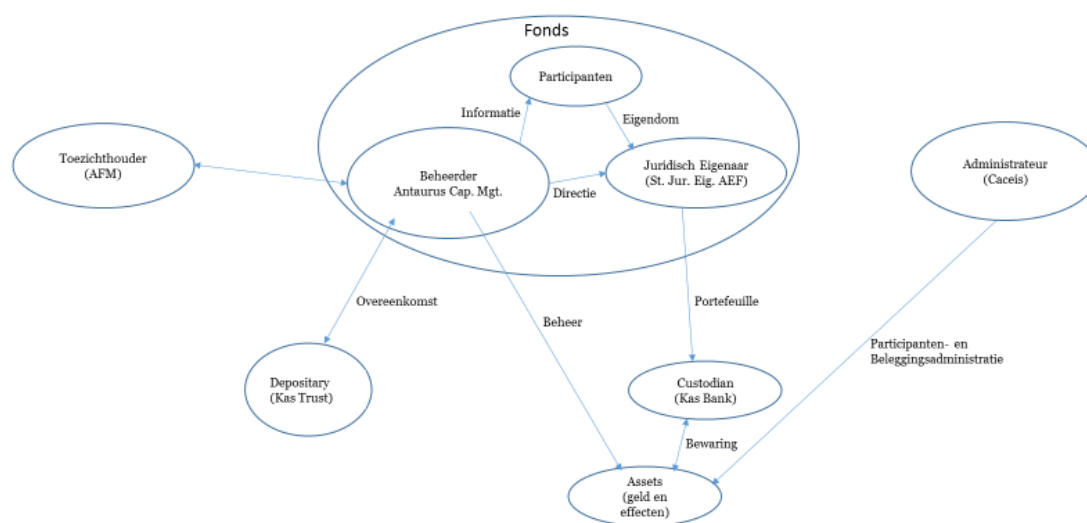 Fonds
Participanten
Informatie
Eigendom
Toezichthouder
(AFM)
Beheerder
Antaurus Cap. Mgt.
Directie
Juridisch Eigenaar
(St. Jur. Eig. AEF)
Administrateur
(Caceis)
Overeenkomst
Beheer
Portefeuille
Participanten- en
Beleggingsadministratie
Depositary
(Kas Trust)
Custodian
(Kas Bank)
Bewaring
Assets
(geld en
effecten)